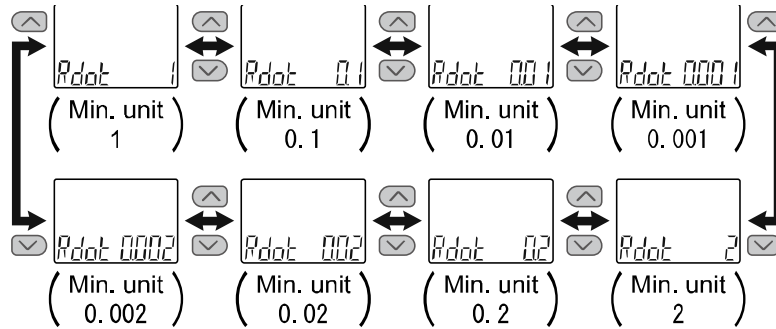 Rdot 1
Rdot 0.1
Rdot 0.01
Rdot 0.001
Min. unit
1
Min. unit
0.1
Min. unit
0.01
Min. unit
0.001
Rdot 0.002
Rdot 0.02
Rdot 0.2
Rdot 2
Min. unit
0.002
Min. unit
0.02
Min. unit
0.2
Min. unit
2